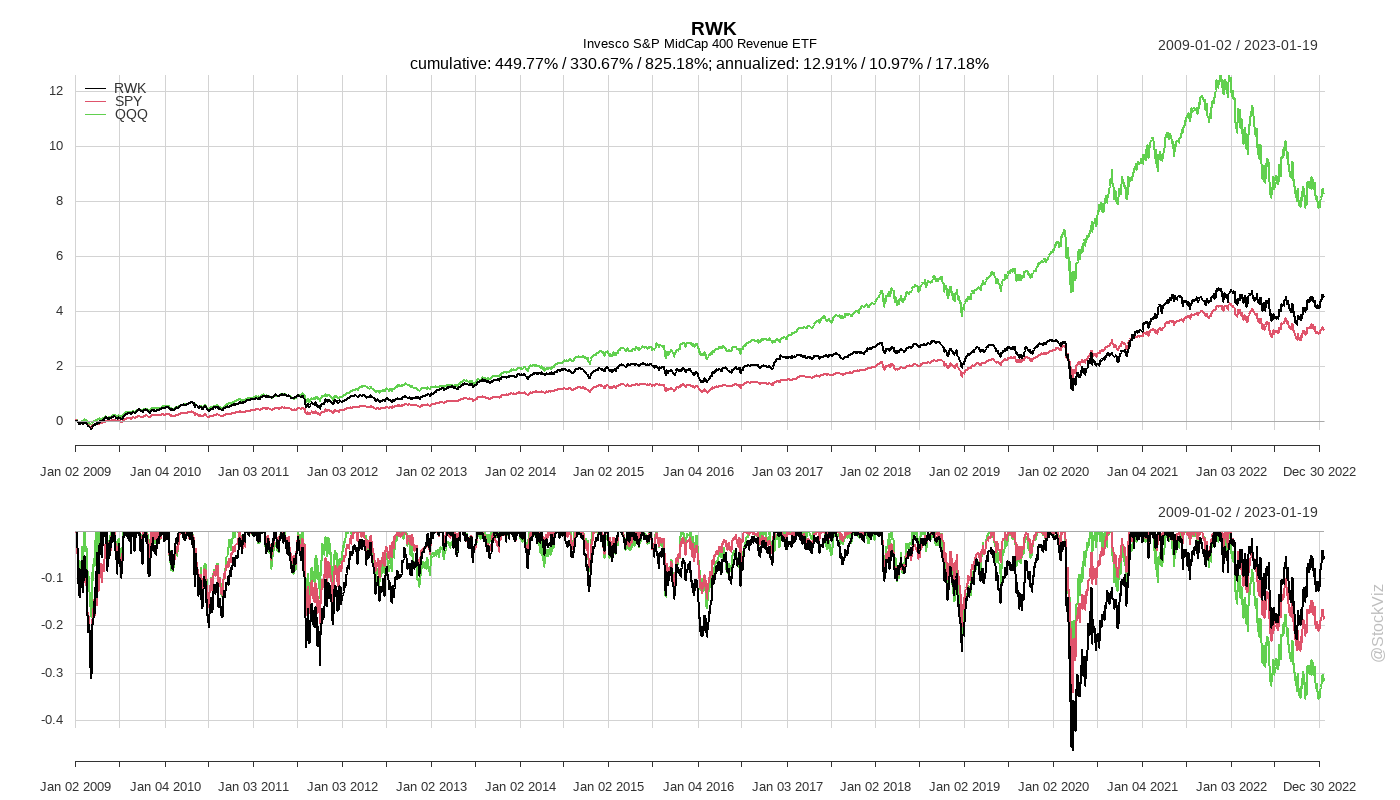 RWK
Invesco S&P MidCap 400 Revenue ETF
2009-01-02 / 2023-01-19
cumulative: 449.77% / 330.67% / 825.18%; annualized: 12.91% / 10.97% / 17.18%
RWK
SPY
QQQ
12
10
8
6
4
2
0
Jan 02 2009 Jan 04 2010 Jan 03 2011 Jan 03 2012 Jan 02 2013 Jan 02 2014 Jan 02 2015 Jan 04 2016 Jan 03 2017 Jan 02 2018 Jan 02 2019 Jan 02 2020 Jan 04 2021 Jan 03 2022 Dec 30 2022
2009-01-02 / 2023-01-19
-0.1
-0.2
-0.3
-0.4
Jan 02 2009 Jan 04 2010 Jan 03 2011 Jan 03 2012 Jan 02 2013 Jan 02 2014 Jan 02 2015 Jan 04 2016 Jan 03 2017 Jan 02 2018 Jan 02 2019 Jan 02 2020 Jan 04 2021 Jan 03 2022 Dec 30 2022
@StockViz